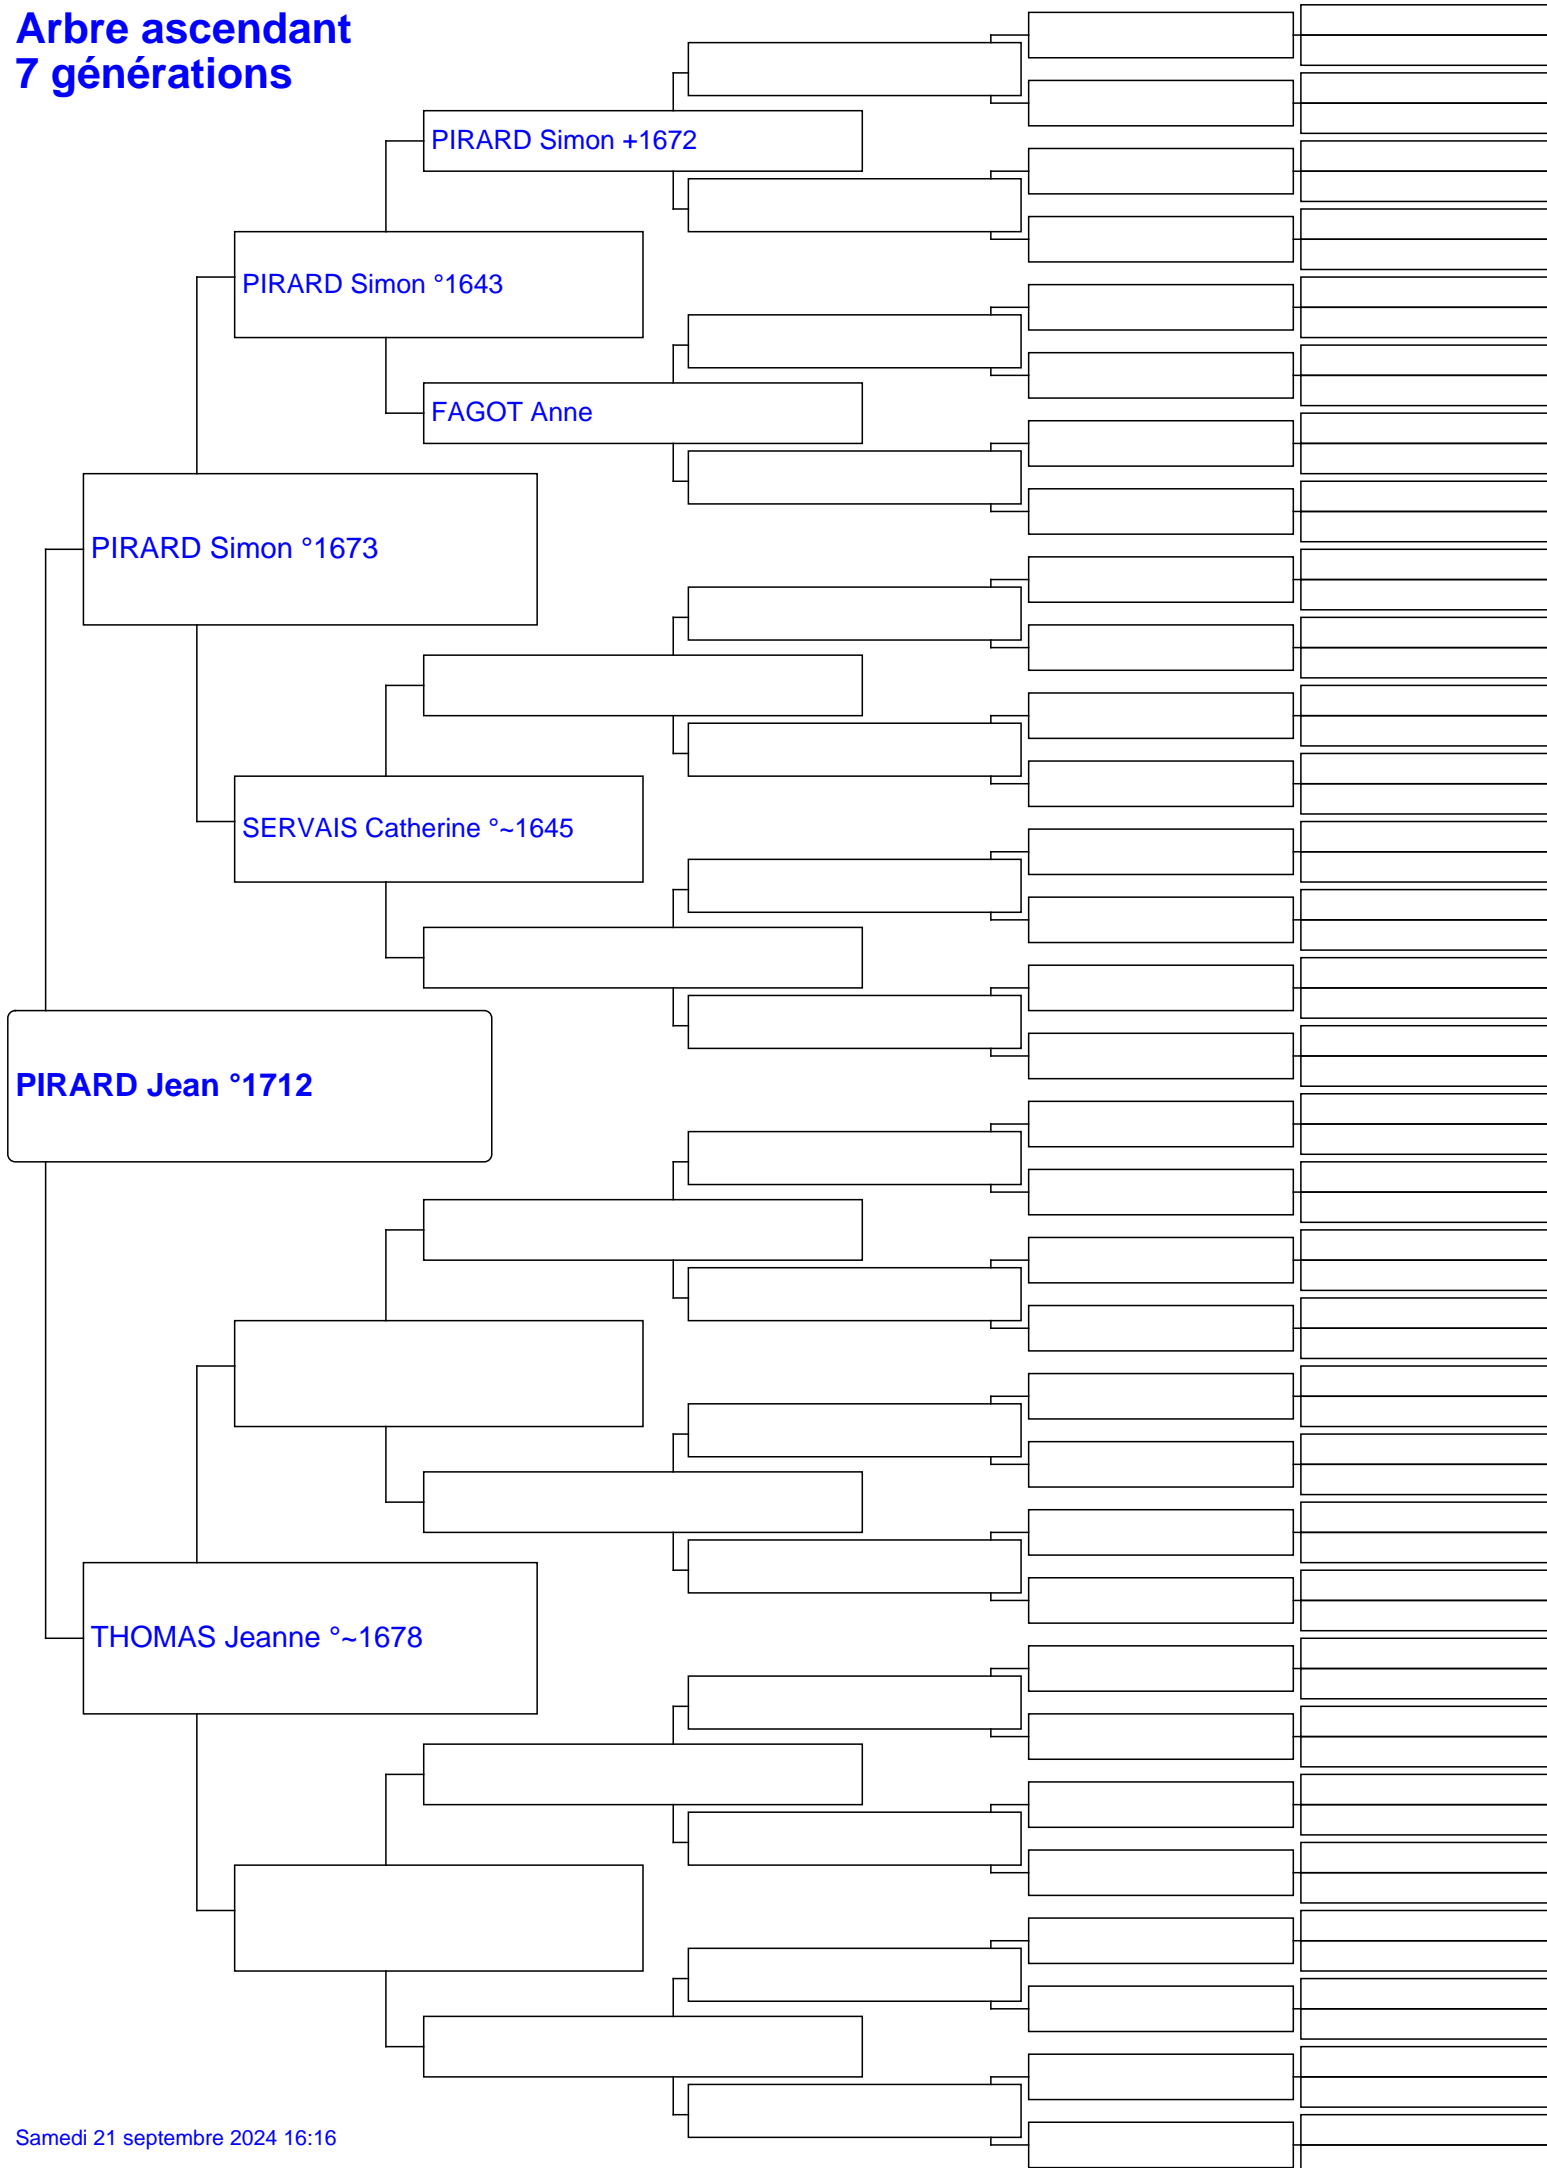 Arbre ascendant
7 générations
PIRARD Simon +1672
PIRARD Simon °1643
FAGOT Anne
PIRARD Simon °1673
SERVAIS Catherine °~1645
PIRARD Jean °1712
THOMAS Jeanne °~1678
Samedi 21 septembre 2024 16:16